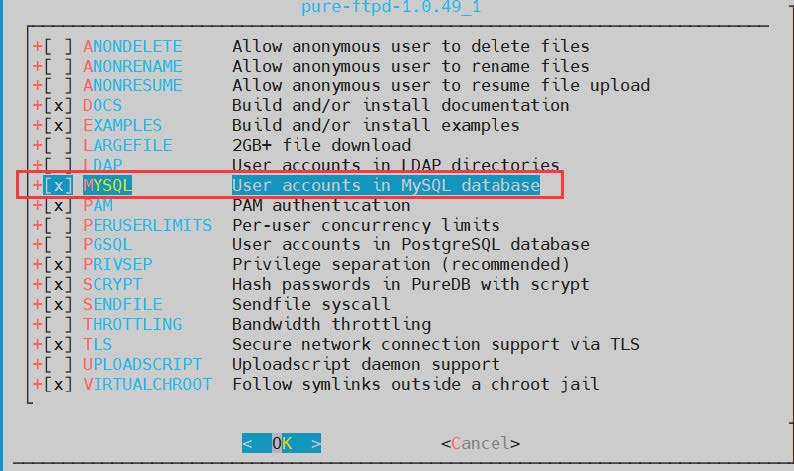 pure-ftpd-1.0.49_1
+[ ] ANONDELETE Allow anonymous user to delete files
+[ ] ANONRENAME Allow anonymous user to rename files
+[ ] ANONRESUME Allow anonymous user to resume file upload
+[x] DOCS Build and/or install documentation
+[x] EXAMPLES Build and/or install examples
+[ ] LARGEFILE 2GB+ file download
+[ ] LDAP User accounts in LDAP directories
+[x] MYSQL User accounts in MySQL database
+[x] PAM PAM authentication
+[ ] PERUSERLIMITS Per-user concurrency limits
+[ ] PGSQL User accounts in PostgreSQL database
+[x] PRIVSEP Privilege separation (recommended)
+[x] SCRYPT Hash passwords in PureDB with scrypt
+[x] SENDFILE Sendfile syscall
+[ ] THROTTLING Bandwidth throttling
+[x] TLS Secure network connection support via TLS
+[ ] UPLOADSCRIPT Uploadscript daemon support
+[x] VIRTUALCHROOT Follow symlinks outside a chroot jail
< OK > <Cancel>